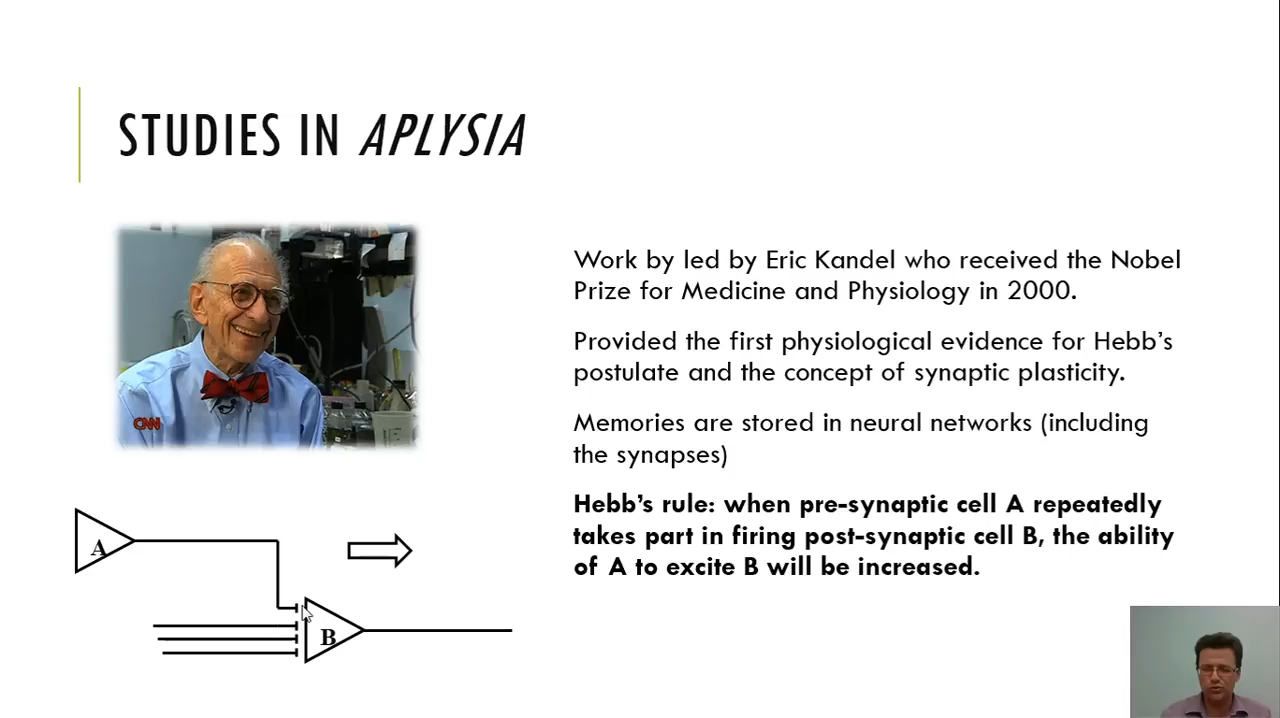 STUDIES IN APLYSIA
CNN
Work by led by Eric Kandel who received the Nobel
Prize for Medicine and Physiology in 2000.
Provided the first physiological evidence for Hebb's
postulate and the concept of synaptic plasticity.
Memories are stored in neural networks (including
the synapses)
Hebb's rule: when pre-synaptic cell A repeatedly
takes part in firing post-synaptic cell B, the ability
of A to excite B will be increased.
A
B